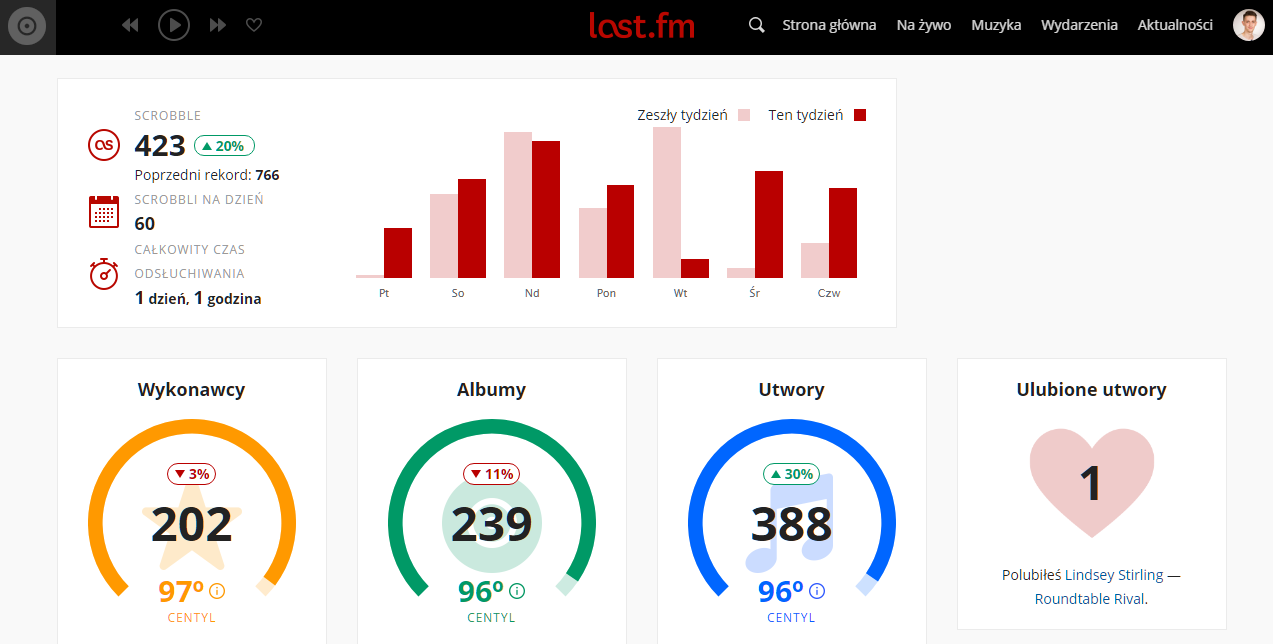 last.fm
Strona główna
Na żywo
Muzyka
Wydarzenia
Aktualności
SCROBBLE
423
20%
Poprzedni rekord: 766
SCROBBLI NA DZIEŃ
60
CAŁKOWITY CZAS
ODSŁUCHIWANIA
1 dzień, 1 godzina
Zeszły tydzień
Ten tydzień
Pt
So
Nd
Pon
Wt
Śr
Czw
Wykonawcy
3%
202
97º
CENTYL
Albumy
11%
239
96º
CENTYL
Utwory
30%
388
96º
CENTYL
Ulubione utwory
1
Polubiłeś Lindsey Stirling —
Roundtable Rival.